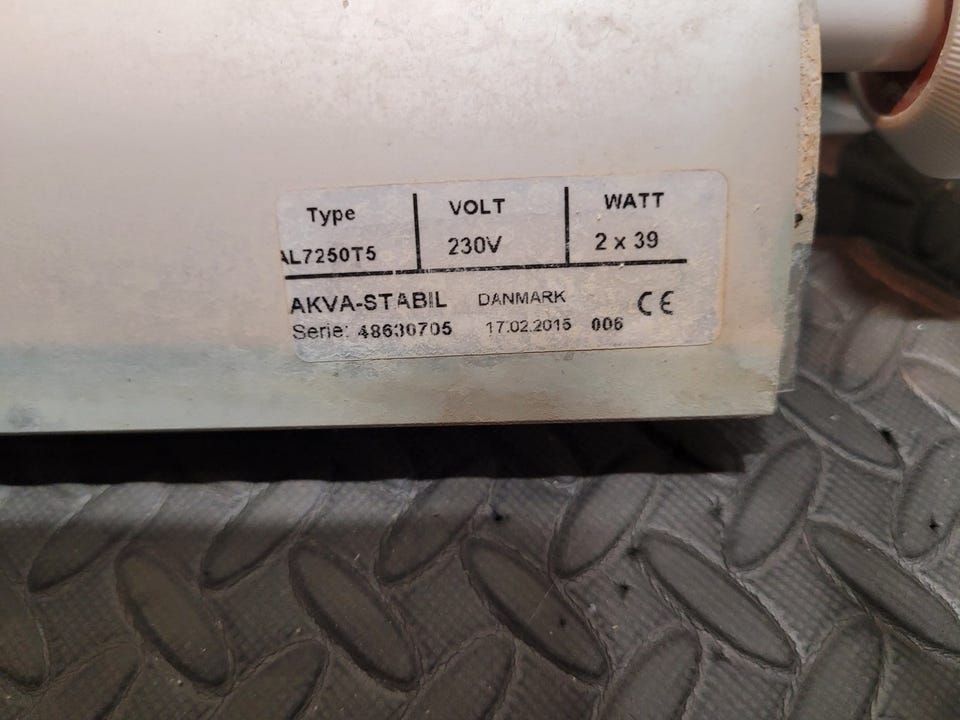 Type VOLT WATT
AL7250T5 230V 2 x 39
AKVA-STABIL DANMARK CE
Serie: 48630705 17.02.2015 006